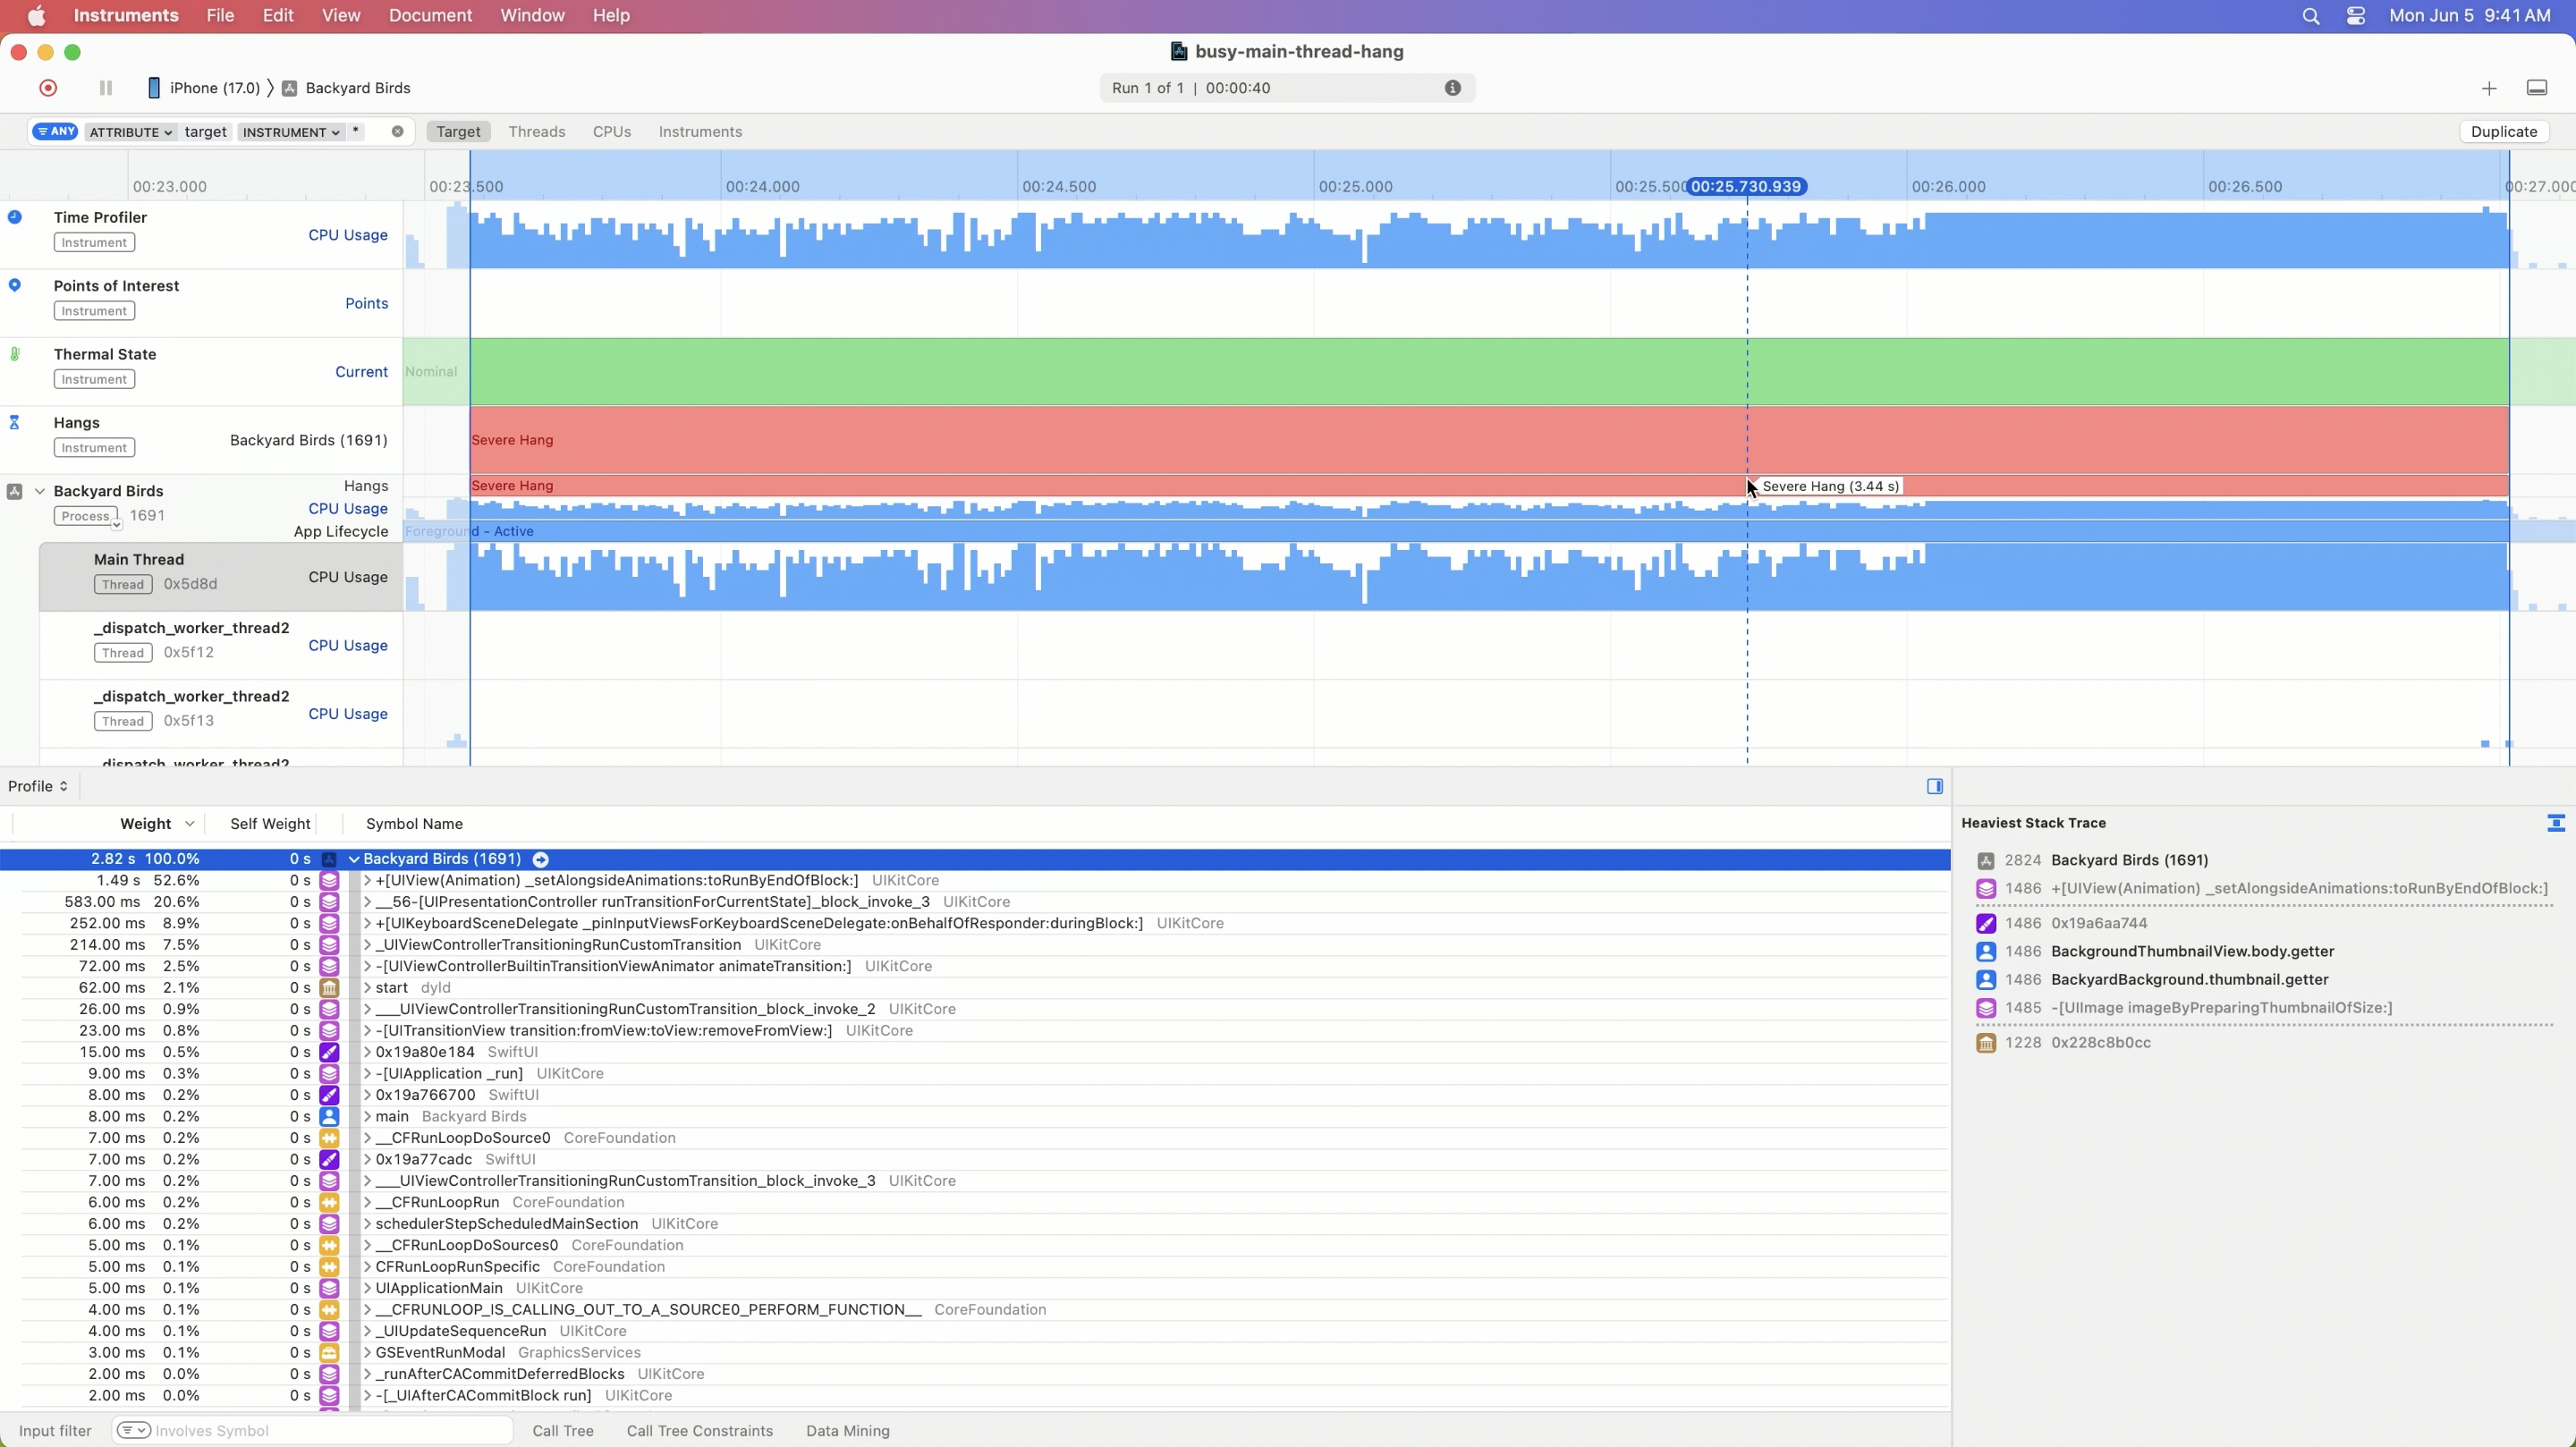 Instruments File Edit View Document Window Help Mon Jun 5 9:41 AM
busy-main-thread-hang
iPhone (17.0) Backyard Birds Run 1 of 1 | 00:00:40
ANY ATTRIBUTE target INSTRUMENT * Target Threads CPUs Instruments Duplicate
00:23.000 00:23.500 00:24.000 00:24.500 00:25.000 00:25.500 00:25.730.939 00:26.000 00:26.500 00:27.000
Time Profiler
Instrument CPU Usage
Points of Interest
Instrument Points
Thermal State
Instrument Current Nominal
Hangs
Instrument Backyard Birds (1691) Severe Hang
Backyard Birds Hangs Severe Hang Severe Hang (3.44 s)
Process 1691 CPU Usage
App Lifecycle Foreground - Active
Main Thread
Thread 0x5d8d CPU Usage
_dispatch_worker_thread2
Thread 0x5f12 CPU Usage
_dispatch_worker_thread2
Thread 0x5f13 CPU Usage
_dispatch_worker_thread2
Profile
Weight Self Weight Symbol Name
2.82 s 100.0% 0 s Backyard Birds (1691)
1.49 s 52.6% 0 s +[UIView(Animation) _setAlongsideAnimations:toRunByEndOfBlock:] UIKitCore
583.00 ms 20.6% 0 s __56-[UIPresentationController runTransitionForCurrentState]_block_invoke_3 UIKitCore
252.00 ms 8.9% 0 s +[UIKeyboardSceneDelegate _pinInputViewsForKeyboardSceneDelegate:onBehalfOfResponder:duringBlock:] UIKitCore
214.00 ms 7.5% 0 s _UIViewControllerTransitioningRunCustomTransition UIKitCore
72.00 ms 2.5% 0 s -[UIViewControllerBuiltinTransitionViewAnimator animateTransition:] UIKitCore
62.00 ms 2.1% 0 s start dyld
26.00 ms 0.9% 0 s ___UIViewControllerTransitioningRunCustomTransition_block_invoke_2 UIKitCore
23.00 ms 0.8% 0 s -[UITransitionView transition:fromView:toView:removeFromView:] UIKitCore
15.00 ms 0.5% 0 s 0x19a80e184 SwiftUI
9.00 ms 0.3% 0 s -[UIApplication _run] UIKitCore
8.00 ms 0.2% 0 s 0x19a766700 SwiftUI
8.00 ms 0.2% 0 s main Backyard Birds
7.00 ms 0.2% 0 s __CFRunLoopDoSource0 CoreFoundation
7.00 ms 0.2% 0 s 0x19a77cadc SwiftUI
7.00 ms 0.2% 0 s ___UIViewControllerTransitioningRunCustomTransition_block_invoke_3 UIKitCore
6.00 ms 0.2% 0 s __CFRunLoopRun CoreFoundation
6.00 ms 0.2% 0 s schedulerStepScheduledMainSection UIKitCore
5.00 ms 0.1% 0 s __CFRunLoopDoSources0 CoreFoundation
5.00 ms 0.1% 0 s CFRunLoopRunSpecific CoreFoundation
5.00 ms 0.1% 0 s UIApplicationMain UIKitCore
4.00 ms 0.1% 0 s __CFRUNLOOP_IS_CALLING_OUT_TO_A_SOURCE0_PERFORM_FUNCTION__ CoreFoundation
4.00 ms 0.1% 0 s _UIUpdateSequenceRun UIKitCore
3.00 ms 0.1% 0 s GSEventRunModal GraphicsServices
2.00 ms 0.0% 0 s _runAfterCACommitDeferredBlocks UIKitCore
2.00 ms 0.0% 0 s -[_UIAfterCACommitBlock run] UIKitCore
Input filter Involves Symbol Call Tree Call Tree Constraints Data Mining
Heaviest Stack Trace
2824 Backyard Birds (1691)
1486 +[UIView(Animation) _setAlongsideAnimations:toRunByEndOfBlock:]
1486 0x19a6aa744
1486 BackgroundThumbnailView.body.getter
1486 BackyardBackground.thumbnail.getter
1485 -[UIImage imageByPreparingThumbnailOfSize:]
1228 0x228c8b0cc